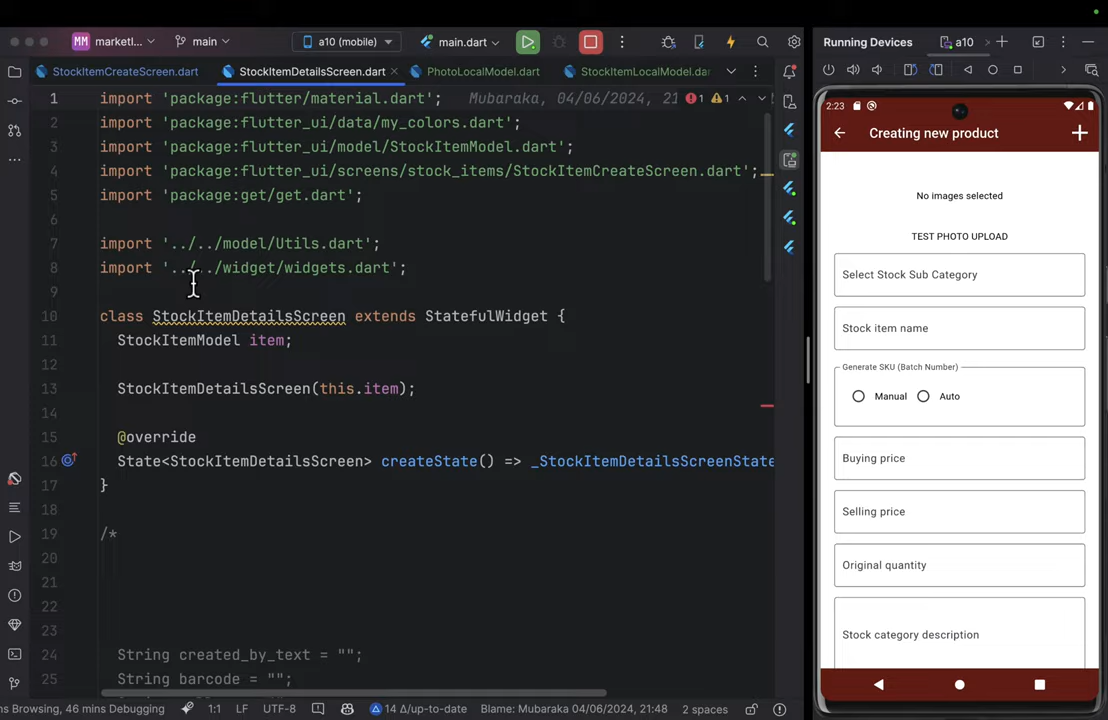 MM marketl...
main
a10 (mobile)
main.dart
Running Devices
a10
StockItemCreateScreen.dart
StockItemDetailsScreen.dart
PhotoLocalModel.dart
StockItemLocalModel.da
1 import 'package:flutter/material.dart';
Mubaraka, 04/06/2024, 21
1
1
2 import 'package:flutter_ui/data/my_colors.dart';
3 import 'package:flutter_ui/model/StockItemModel.dart';
4 import 'package:flutter_ui/screens/stock_items/StockItemCreateScreen.dart';
5 import 'package:get/get.dart';
6
7 import '../../model/Utils.dart';
8 import '../../widget/widgets.dart';
9
10 class StockItemDetailsScreen extends StatefulWidget {
11 StockItemModel item;
12
13 StockItemDetailsScreen(this.item);
14
15 @override
16 State<StockItemDetailsScreen> createState() => _StockItemDetailsScreenState
17 }
18
19 /*
20
21
22
23
24 String created_by_text = "";
25 String barcode = "";
ns Browsing, 46 mins Debugging
1:1
LF
UTF-8
14 Δ/up-to-date
Blame: Mubaraka 04/06/2024, 21:48
2 spaces
2:23
Creating new product
No images selected
TEST PHOTO UPLOAD
Select Stock Sub Category
Stock item name
Generate SKU (Batch Number)
Manual
Auto
Buying price
Selling price
Original quantity
Stock category description